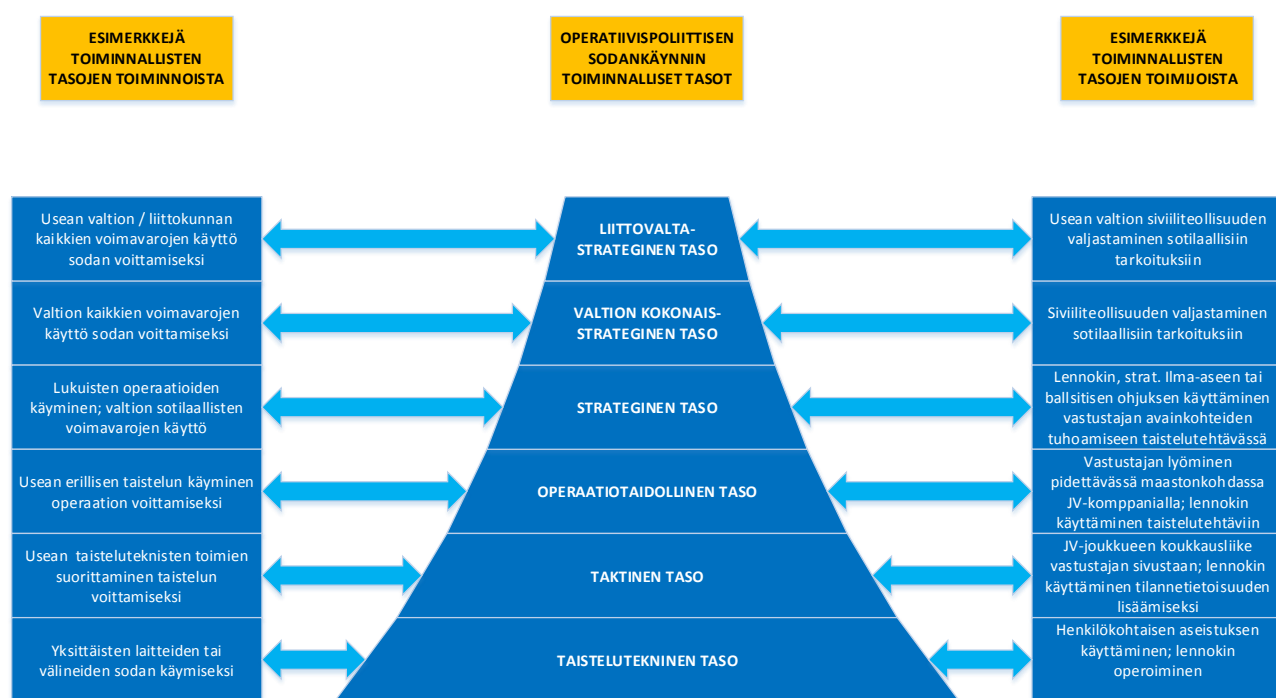 ESIMERKKEJÄ
TOIMINNALLISTEN
TASOJEN TOIMINNOISTA
OPERATIIVISPOLIITTISEN
SODANKÄYNNIN
TOIMINNALLISET TASOT
ESIMERKKEJÄ
TOIMINNALLISTEN
TASOJEN TOIMIJOISTA
Usean valtion / liittokunnan
kaikkien voimavarojen käyttö
sodan voittamiseksi
LIITTOVALTA-
STRATEGINEN TASO
Usean valtion siviiliteollisuuden
valjastaminen sotilaallisiin
tarkoituksiin
Valtion kaikkien voimavarojen
käyttö sodan voittamiseksi
VALTION KOKONAIS-
STRATEGINEN TASO
Siviiliteollisuuden valjastaminen
sotilaallisiin tarkoituksiin
Lukuisten operaatioiden
käyminen; valtion sotilaallisten
voimavarojen käyttö
STRATEGINEN TASO
Lennokin, strat. Ilma-aseen tai
ballsitisen ohjuksen käyttäminen
vastustajan avainkohteiden
tuhoamiseen taistelutehtävässä
Usean erillisen taistelun käyminen
operaation voittamiseksi
OPERAATIOTAIDOLLINEN TASO
Vastustajan lyöminen
pidettävässä maastonkohdassa
JV-komppanialla; lennokin
käyttäminen taistelutehtäviin
Usean taisteluteknisten toimien
suorittaminen taistelun
voittamiseksi
TAKTINEN TASO
JV-joukkueen koukkausliike
vastustajan sivustaan; lennokin
käyttäminen tilannetietoisuuden
lisäämiseksi
Yksittäisten laitteiden tai
välineiden sodan käymiseksi
TAISTELUTEKNINEN TASO
Henkilökohtaisen aseistuksen
käyttäminen; lennokin
operoiminen